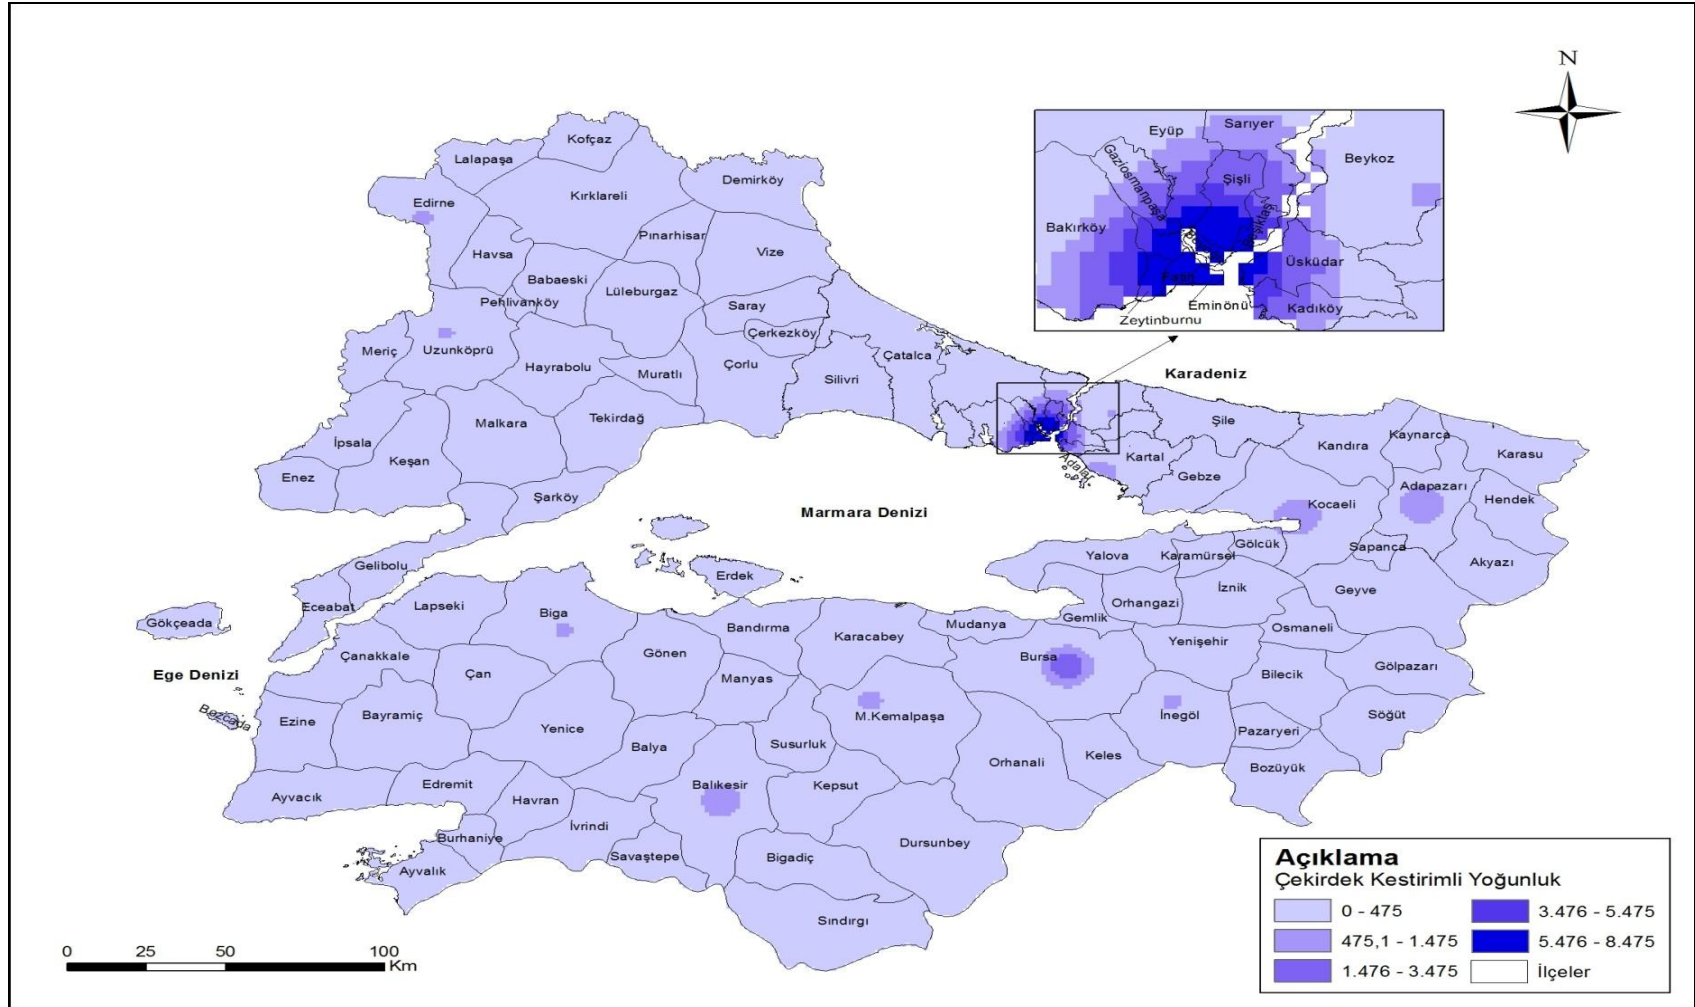 N
Eyüp
Sarıyer
Beykoz
Gaziosmanpaşa
Şişli
Beşiktaş
Bakırköy
Üsküdar
Fatih
Eminönü
Kadıköy
Zeytinburnu
Kofçaz
Lalapaşa
Demirköy
Kırklareli
Edirne
Pınarhisar
Havsa
Vize
Babaeski
Lüleburgaz
Pehlivanköy
Saray
Çerkezköy
Meriç
Uzunköprü
Hayrabolu
Muratlı
Çorlu
Silivri
Çatalca
Karadeniz
Malkara
Tekirdağ
Şile
İpsala
Keşan
Enez
Şarköy
Adalar
Kartal
Gebze
Kandıra
Kaynarca
Karasu
Adapazarı
Hendek
Kocaeli
Marmara Denizi
Gölcük
Sapanca
Yalova
Karamürsel
Akyazı
Gelibolu
Erdek
İznik
Geyve
Orhangazi
Eceabat
Lapseki
Biga
Gökçeada
Bandırma
Karacabey
Mudanya
Gemlik
Osmaneli
Yenişehir
Çanakkale
Gönen
Bursa
Gölpazarı
Ege Denizi
Çan
Manyas
Bilecik
Bozcada
Ezine
Bayramiç
Yenice
M.Kemalpaşa
İnegöl
Söğüt
Balya
Susurluk
Pazaryeri
Orhanali
Keles
Bozüyük
Ayvacık
Edremit
Havran
Balıkesir
Kepsut
İvrindi
Burhaniye
Dursunbey
Ayvalık
Savaştepe
Bigadiç
Sındırgı
0 25 50 100
Km
Açıklama
Çekirdek Kestirimli Yoğunluk
0 - 475
475,1 - 1.475
1.476 - 3.475
3.476 - 5.475
5.476 - 8.475
İlçeler